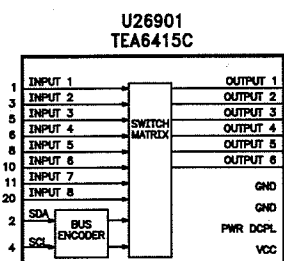 U26901
TEA6415C
1 INPUT 1
3 INPUT 2
5 INPUT 3
6 INPUT 4
8 INPUT 5
10 INPUT 6
11 INPUT 7
20 INPUT 8
2 SDA
4 SCL
BUS
ENCODER
SWITCH
MATRIX
OUTPUT 1
OUTPUT 2
OUTPUT 3
OUTPUT 4
OUTPUT 5
OUTPUT 6
GND
GND
PWR DCPL
VCC